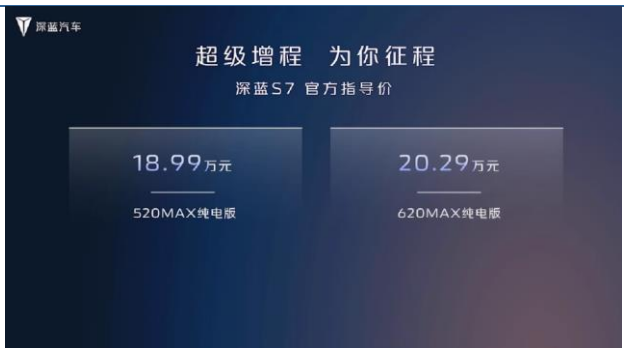 深蓝汽车
超级增程 为你征程
深蓝S7 官方指导价
18.99万元 20.29万元
520MAX纯电版 620MAX纯电版